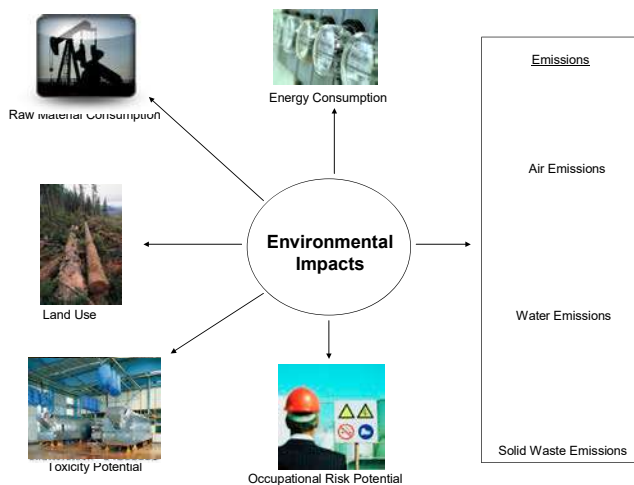 Energy Consumption
Raw Material Consumption
Emissions
Air Emissions
Environmental
Impacts
Land Use
Water Emissions
Toxicity Potential
Occupational Risk Potential
Solid Waste Emissions